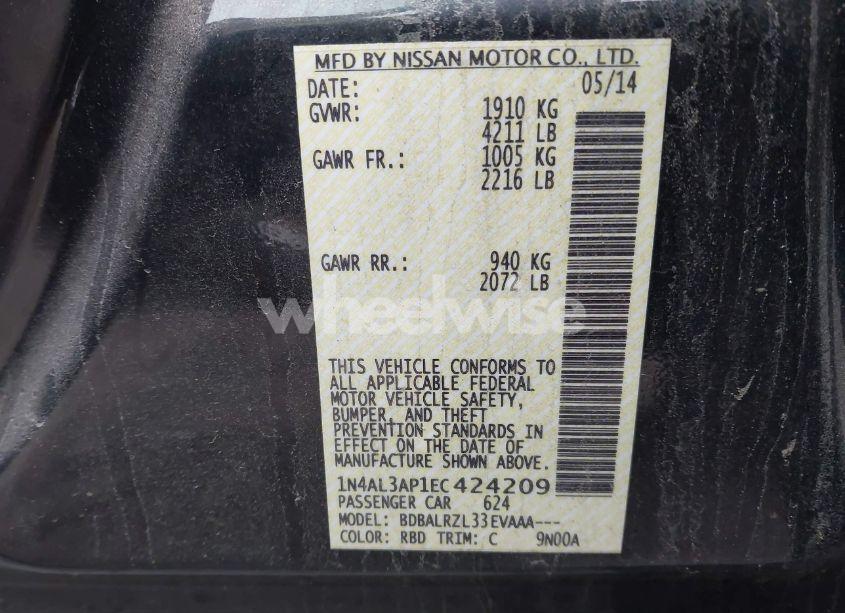 MFD BY NISSAN MOTOR CO., LTD.
DATE: 05/14
GVWR: 1910 KG
4211 LB
GAWR FR.: 1005 KG
2216 LB
GAWR RR.: 940 KG
2072 LB
wheelwise
THIS VEHICLE CONFORMS TO
ALL APPLICABLE FEDERAL
MOTOR VEHICLE SAFETY,
BUMPER, AND THEFT
PREVENTION STANDARDS IN
EFFECT ON THE DATE OF
MANUFACTURE SHOWN ABOVE.
1N4AL3AP1EC424209
PASSENGER CAR 624
MODEL: BDBALRZL33EVAAA---
COLOR: RBD TRIM: C 9N00A